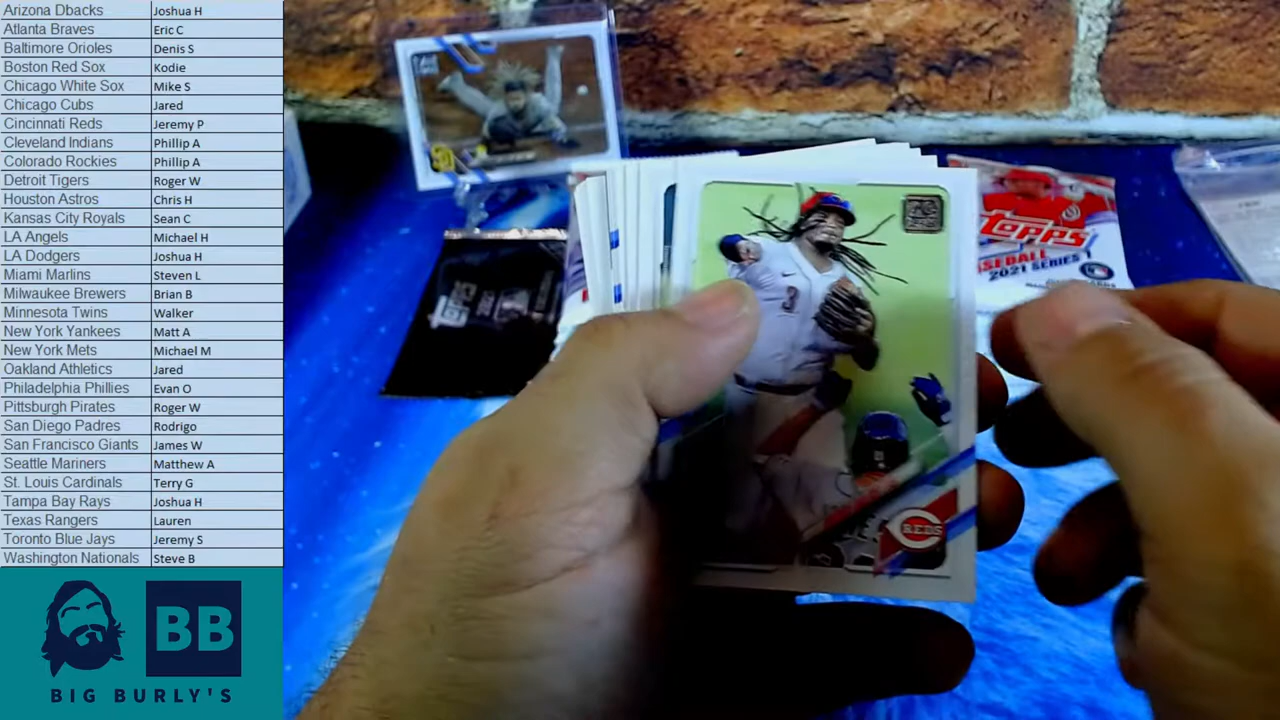 Arizona Dbacks Joshua H
Atlanta Braves Eric C
Baltimore Orioles Denis S
Boston Red Sox Kodie
Chicago White Sox Mike S
Chicago Cubs Jared
Cincinnati Reds Jeremy P
Cleveland Indians Phillip A
Colorado Rockies Phillip A
Detroit Tigers Roger W
Houston Astros Chris H
Kansas City Royals Sean C
LA Angels Michael H
LA Dodgers Joshua H
Miami Marlins Steven L
Milwaukee Brewers Brian B
Minnesota Twins Walker
New York Yankees Matt A
New York Mets Michael M
Oakland Athletics Jared
Philadelphia Phillies Evan O
Pittsburgh Pirates Roger W
San Diego Padres Rodrigo
San Francisco Giants James W
Seattle Mariners Matthew A
St. Louis Cardinals Terry G
Tampa Bay Rays Joshua H
Texas Rangers Lauren
Toronto Blue Jays Jeremy S
Washington Nationals Steve B
BB
BIG BURLY'S
3
REDS
TOPPS
BASEBALL
2021 SERIES 1